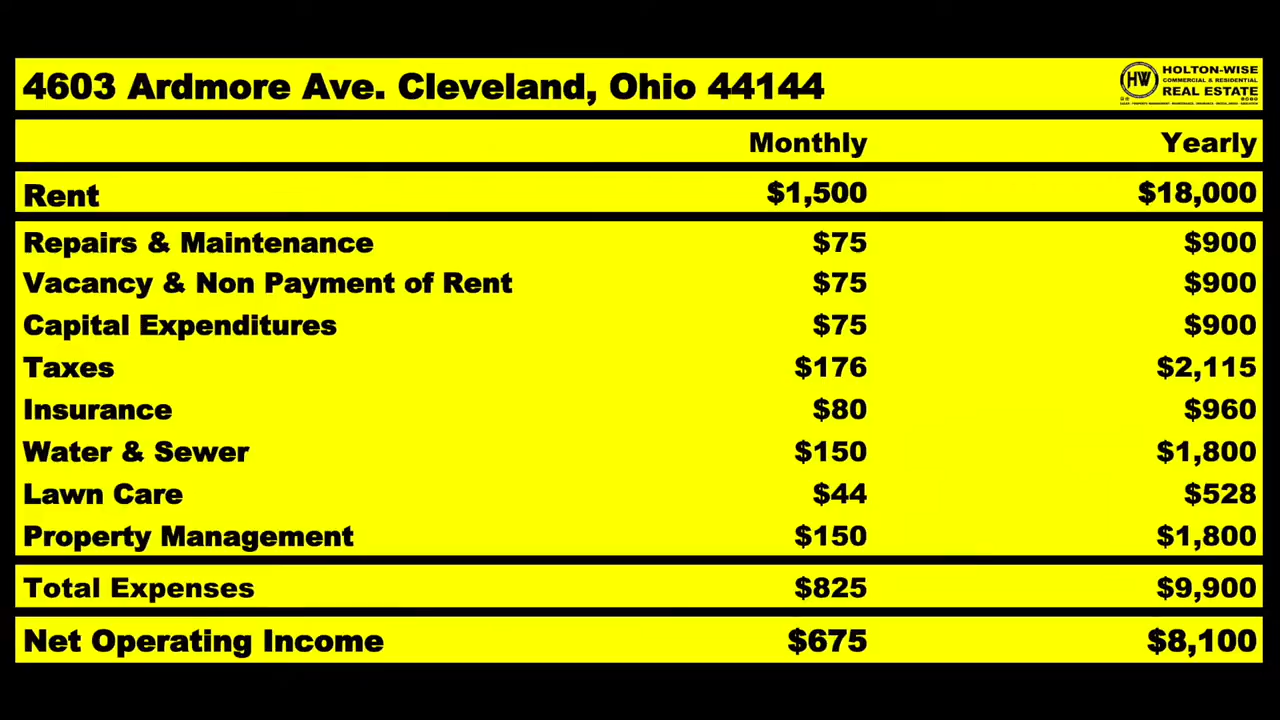 4603 Ardmore Ave. Cleveland, Ohio 44144
HW
HOLTON-WISE
COMMERCIAL & RESIDENTIAL
REAL ESTATE
Monthly Yearly
Rent $1,500 $18,000
Repairs & Maintenance $75 $900
Vacancy & Non Payment of Rent $75 $900
Capital Expenditures $75 $900
Taxes $176 $2,115
Insurance $80 $960
Water & Sewer $150 $1,800
Lawn Care $44 $528
Property Management $150 $1,800
Total Expenses $825 $9,900
Net Operating Income $675 $8,100